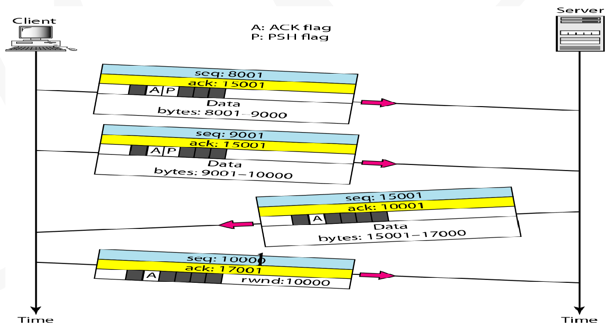 Client
Server
A: ACK flag
P: PSH flag
seq: 8001
ack: 15001
A P
Data
bytes: 8001–9000
seq: 9001
ack: 15001
A P
Data
bytes: 9001–10000
seq: 15001
ack: 10001
A
Data
bytes: 15001–17000
seq: 10000
ack: 17001
A
rwnd:10000
Time
Time